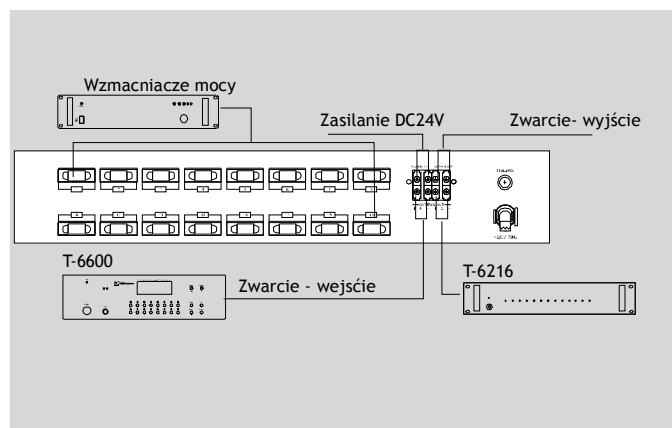 Wzmacniacze mocy
Zasilanie DC24V
Zwarcie- wyjście
T-6600
Zwarcie - wejście
T-6216